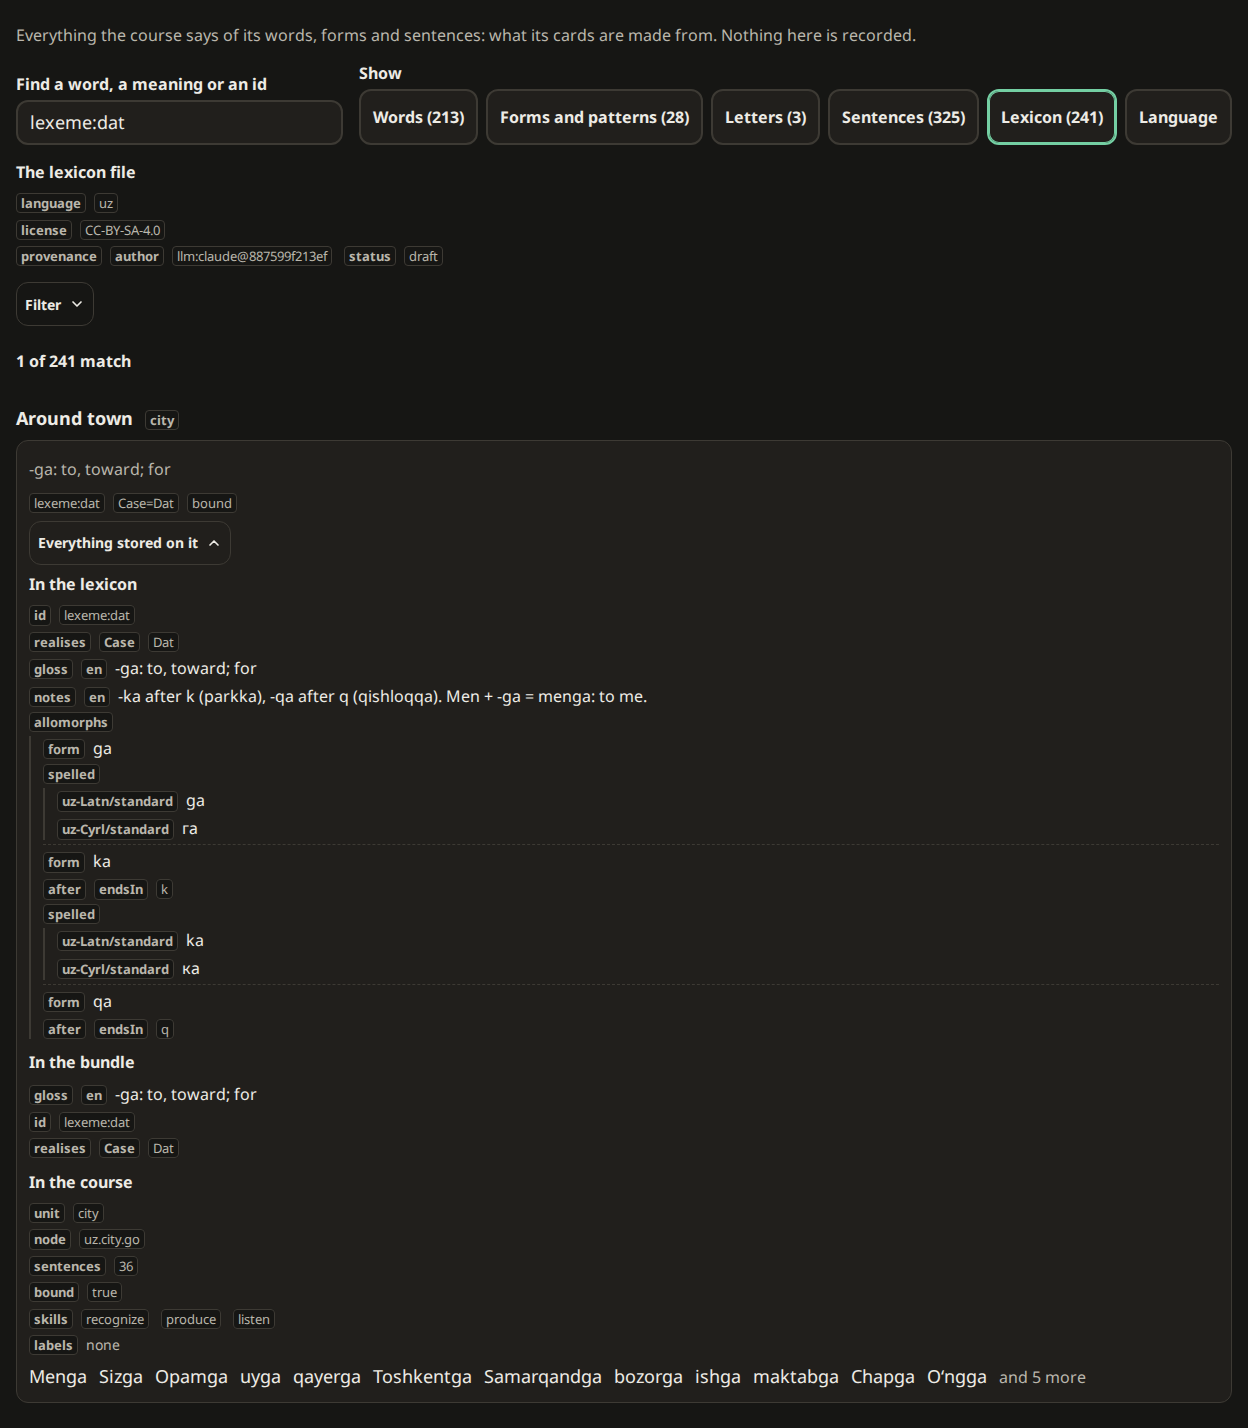 Everything the course says of its words, forms and sentences: what its cards are made from. Nothing here is recorded.
Find a word, a meaning or an id
lexeme:dat
Show
Words (213) Forms and patterns (28) Letters (3) Sentences (325) Lexicon (241) Language
The lexicon file
language uz
license CC-BY-SA-4.0
provenance author llm:claude@887599f213ef status draft
Filter
1 of 241 match
Around town city
-ga: to, toward; for
lexeme:dat Case=Dat bound
Everything stored on it
In the lexicon
id lexeme:dat
realises Case Dat
gloss en -ga: to, toward; for
notes en -ka after k (parkka), -qa after q (qishloqqa). Men + -ga = menga: to me.
allomorphs
form ga
spelled
uz-Latn/standard ga
uz-Cyrl/standard га
form ka
after endsIn k
spelled
uz-Latn/standard ka
uz-Cyrl/standard ка
form qa
after endsIn q
In the bundle
gloss en -ga: to, toward; for
id lexeme:dat
realises Case Dat
In the course
unit city
node uz.city.go
sentences 36
bound true
skills recognize produce listen
labels none
Menga Sizga Opamga uyga qayerga Toshkentga Samarqandga bozorga ishga maktabga Chapga Oʻngga and 5 more